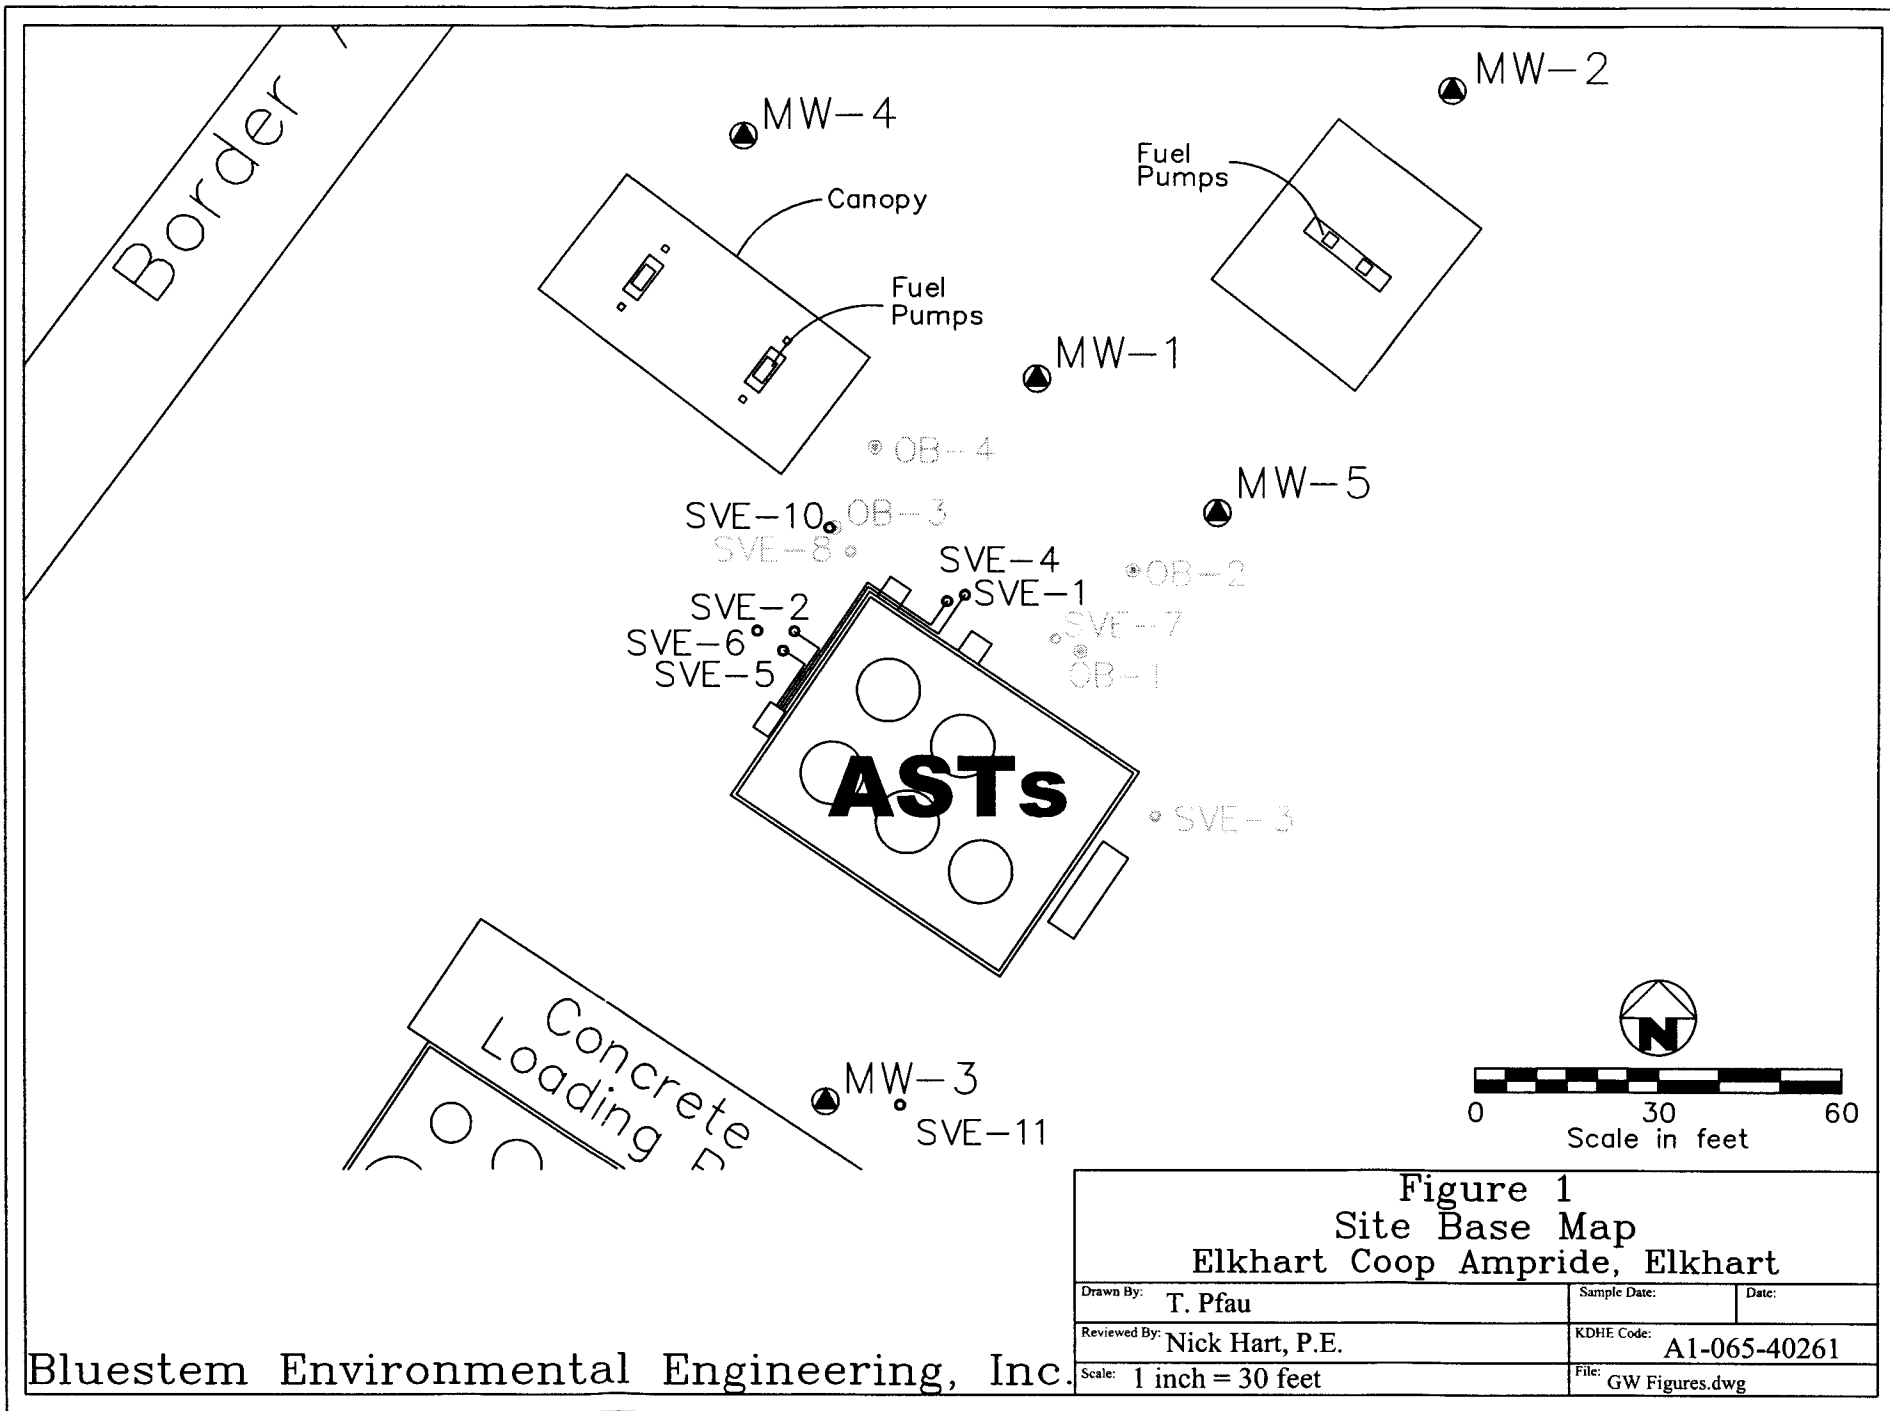 Border
MW-4
MW-2
Fuel
Pumps
Canopy
Fuel
Pumps
MW-1
OB-4
MW-5
SVE-10
OB-3
SVE-8
SVE-4
SVE-1
OB-2
SVE-2
SVE-7
SVE-6
OB-1
SVE-5
ASTs
SVE-3
Concrete
Loading
MW-3
SVE-11
N
0 30 60
Scale in feet
Figure 1
Site Base Map
Elkhart Coop Ampride, Elkhart
Drawn By: T. Pfau
Sample Date:
Date:
Reviewed By: Nick Hart, P.E.
KDHE Code: A1-065-40261
Scale: 1 inch = 30 feet
File: GW Figures.dwg
Bluestem Environmental Engineering, Inc.